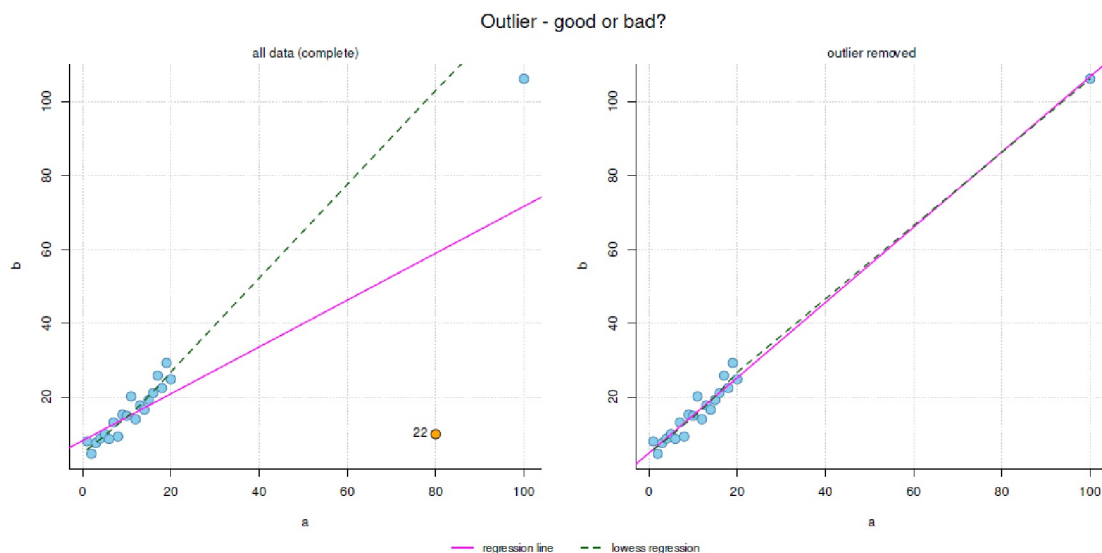 Outlier - good or bad?
all data (complete)
outlier removed
b
100
80
60
40
20
22
0 20 40 60 80 100
a
b
100
80
60
40
20
0 20 40 60 80 100
a
regression line lowess regression